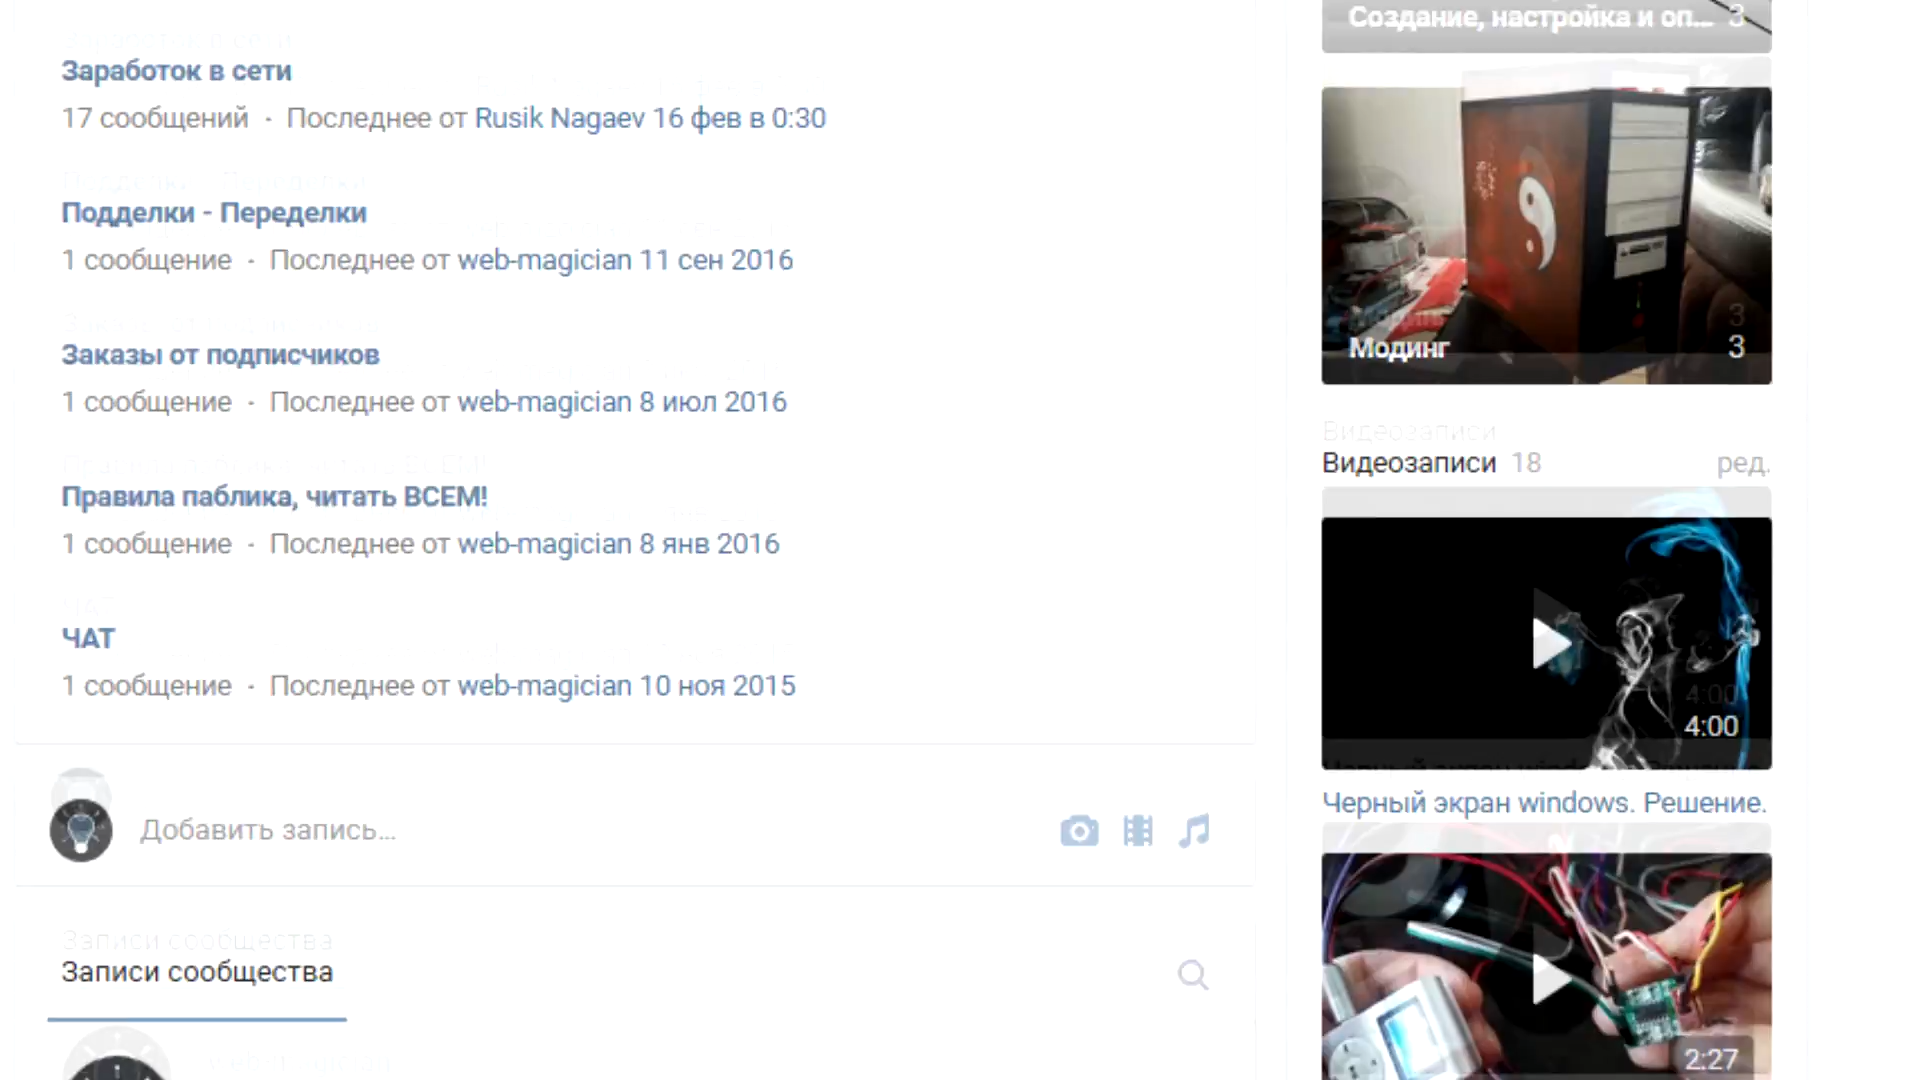 Заработок в сети
17 сообщений · Последнее от Rusik Nagaev 16 фев в 0:30
Подделки - Переделки
1 сообщение · Последнее от web-magician 11 сен 2016
Заказы от подписчиков
1 сообщение · Последнее от web-magician 8 июл 2016
Правила паблика, читать ВСЕМ!
1 сообщение · Последнее от web-magician 8 янв 2016
ЧАТ
1 сообщение · Последнее от web-magician 10 ноя 2015
Добавить запись...
Записи сообщества
Создание, настройка и оп... 3
Модинг 3
Видеозаписи 18 ред.
4:00
Черный экран windows. Решение.
2:27